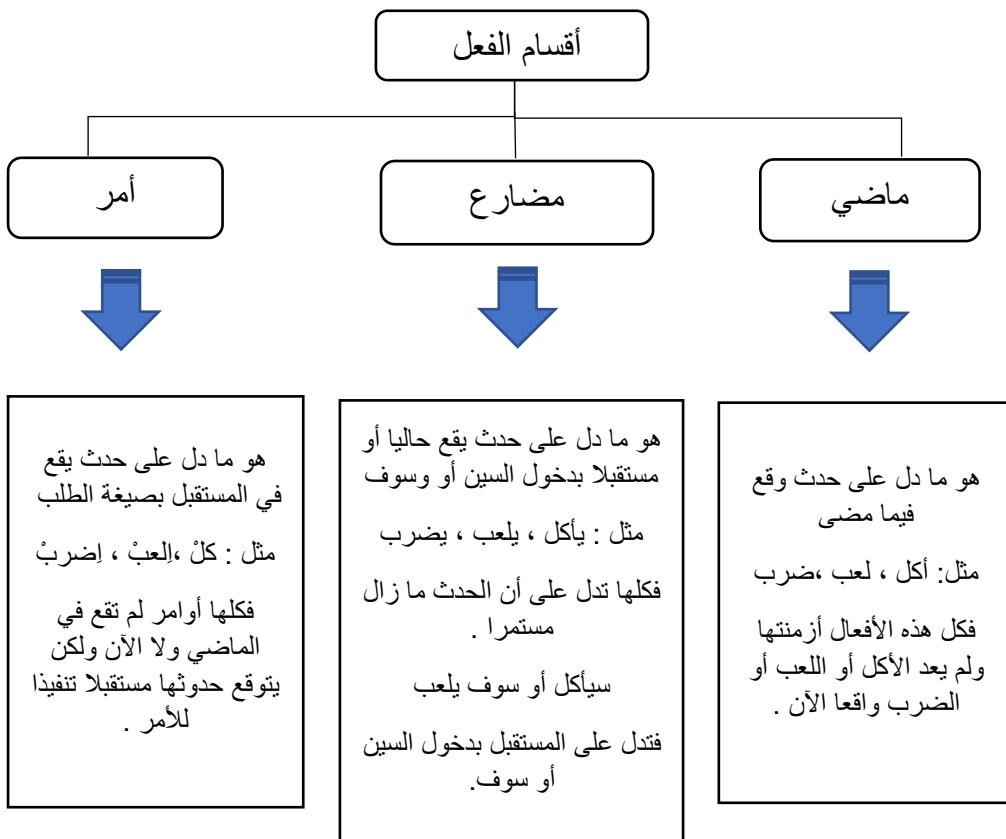 أقسام الفعل
ماضي
مضارع
أمر
هو ما دل على حدث وقع
فيما مضى
مثل: أكل ، لعب ،ضرب
فكل هذه الأفعال أزمنتها
ولم يعد الأكل أو اللعب أو
الضرب واقعا الآن .
هو ما دل على حدث يقع حاليا أو
مستقبلا بدخول السين أو وسوف
مثل : يأكل ، يلعب ، يضرب
فكلها تدل على أن الحدث ما زال
مستمرا .
سيأكل أو سوف يلعب
فتدل على المستقبل بدخول السين
أو سوف.
هو ما دل على حدث يقع
في المستقبل بصيغة الطلب
مثل : كلْ ،اِلعبْ ، اِضربْ
فكلها أوامر لم تقع في
الماضي ولا الآن ولكن
يتوقع حدوثها مستقبلا تنفيذا
للأمر .